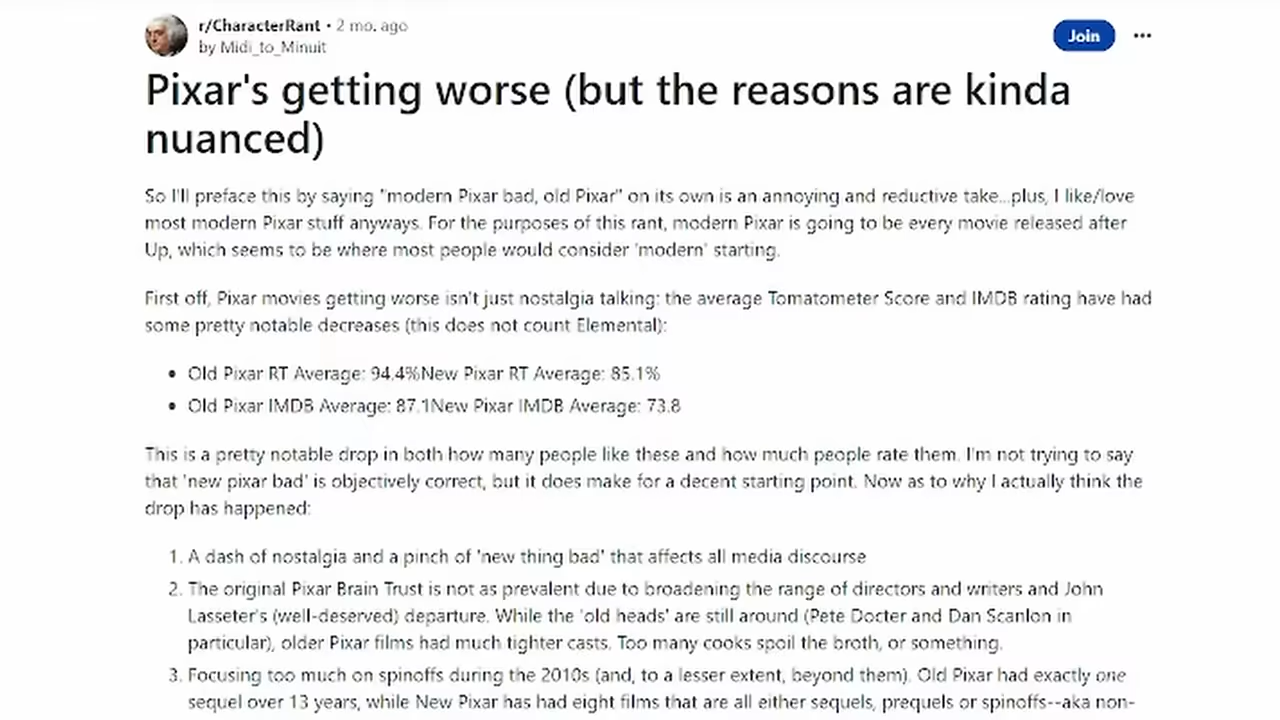 r/CharacterRant • 2 mo. ago
by Midi_to_Minuit
Join
Pixar's getting worse (but the reasons are kinda
nuanced)
So I'll preface this by saying "modern Pixar bad, old Pixar" on its own is an annoying and reductive take...plus, I like/love
most modern Pixar stuff anyways. For the purposes of this rant, modern Pixar is going to be every movie released after
Up, which seems to be where most people would consider 'modern' starting.
First off, Pixar movies getting worse isn't just nostalgia talking: the average Tomatometer Score and IMDB rating have had
some pretty notable decreases (this does not count Elemental):
• Old Pixar RT Average: 94.4%New Pixar RT Average: 85.1%
• Old Pixar IMDB Average: 87.1New Pixar IMDB Average: 73.8
This is a pretty notable drop in both how many people like these and how much people rate them. I'm not trying to say
that 'new pixar bad' is objectively correct, but it does make for a decent starting point. Now as to why I actually think the
drop has happened:
1. A dash of nostalgia and a pinch of 'new thing bad' that affects all media discourse
2. The original Pixar Brain Trust is not as prevalent due to broadening the range of directors and writers and John
Lasseter's (well-deserved) departure. While the 'old heads' are still around (Pete Docter and Dan Scanlon in
particular), older Pixar films had much tighter casts. Too many cooks spoil the broth, or something.
3. Focusing too much on spinoffs during the 2010s (and, to a lesser extent, beyond them). Old Pixar had exactly one
sequel over 13 years, while New Pixar has had eight films that are all either sequels, prequels or spinoffs--aka non-